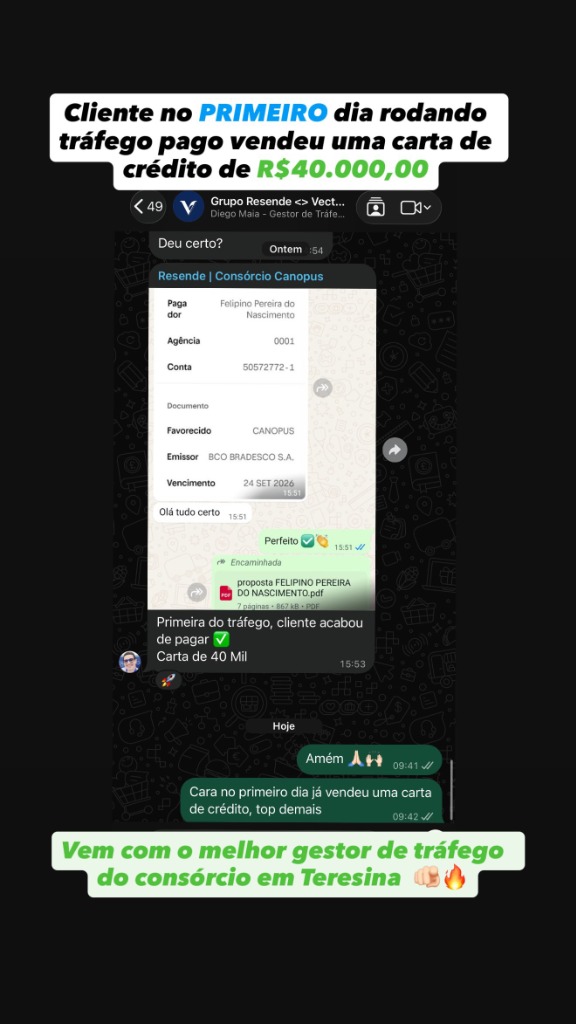 Cliente no PRIMEIRO dia rodando
tráfego pago vendeu uma carta de
crédito de R$40.000,00
49
Grupo Resende <> Vect...
Diego Maia - Gestor de Tráfe...
Deu certo?
Ontem
:54
Resende | Consórcio Canopus
Paga dor Felipino Pereira do Nascimento
Agência 0001
Conta 50572772-1
Documento
Favorecido CANOPUS
Emissor BCO BRADESCO S.A.
Vencimento 24 SET 2026
15:51
Olá tudo certo 15:51
Perfeito ✅👏 15:51
Encaminhada
proposta FELIPINO PEREIRA
DO NASCIMENTO.pdf
PDF
7 páginas • 867 kB • PDF
Primeira do tráfego, cliente acabou
de pagar ✅
Carta de 40 Mil
15:53
🚀
Hoje
Amém 🙏🏻🙌🏻 09:41
Cara no primeiro dia já vendeu uma carta
de crédito, top demais
09:42
Vem com o melhor gestor de tráfego
do consórcio em Teresina 🫵🏻🔥